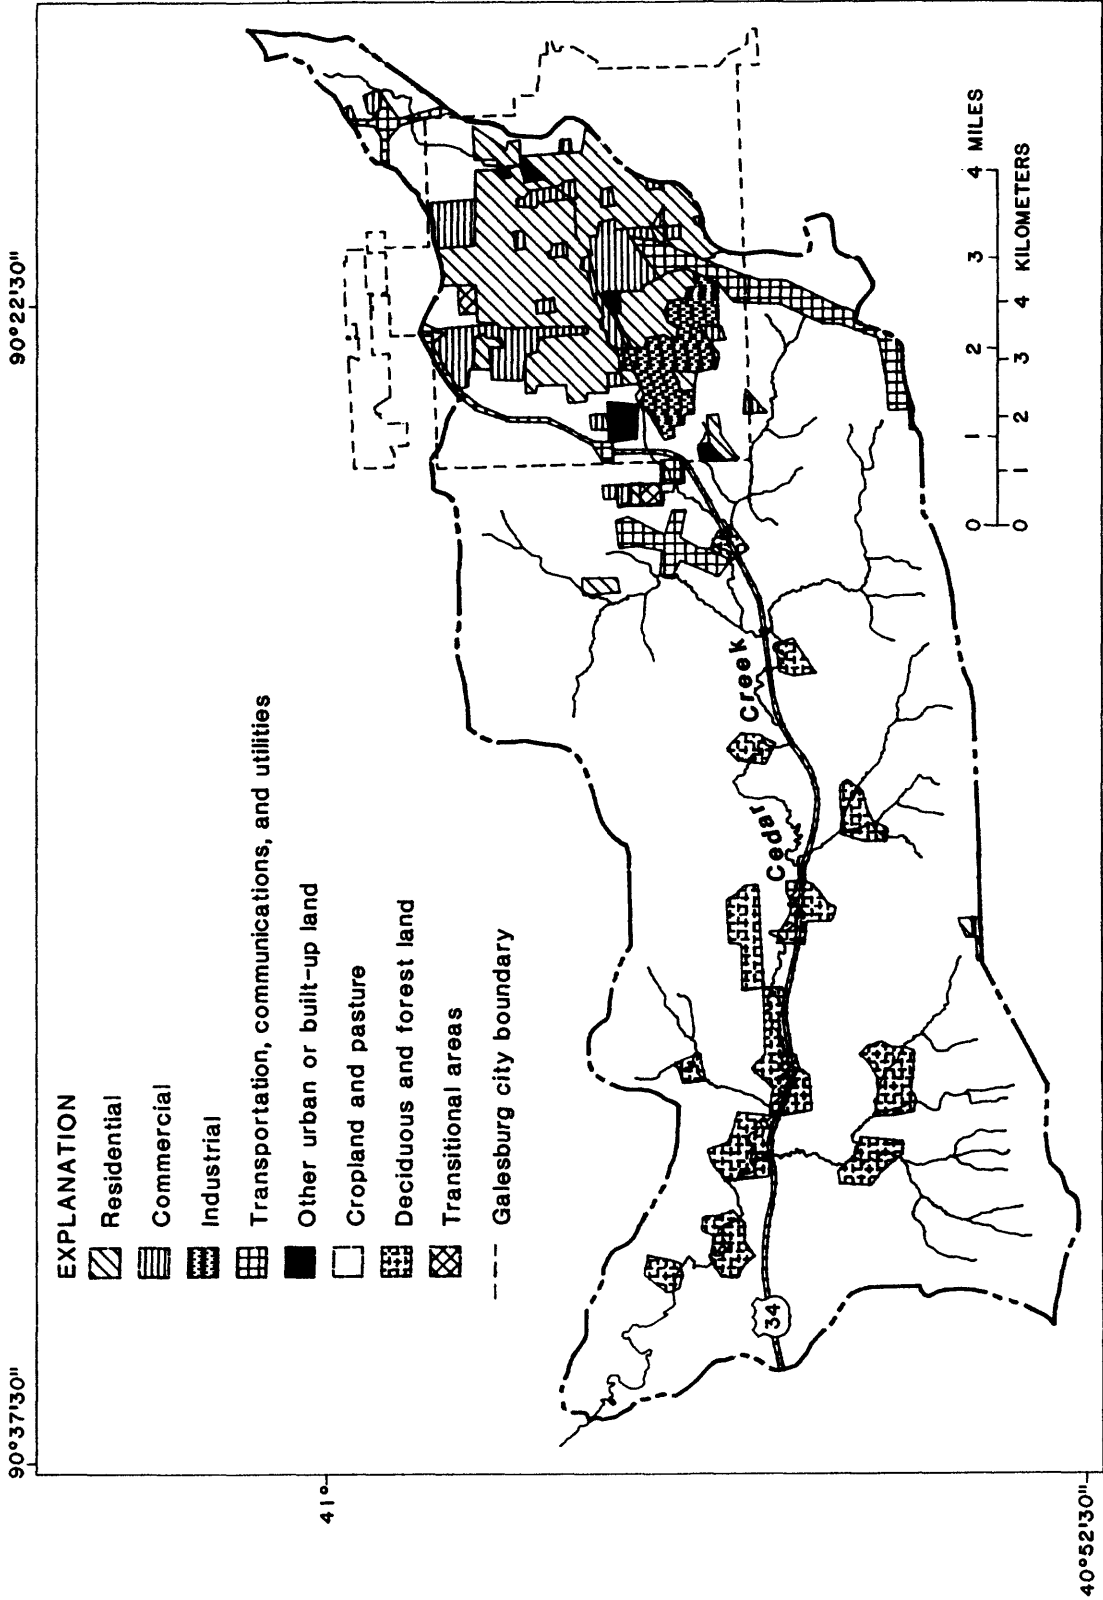 90°37'30"
90°22'30"
41°
40°52'30"
EXPLANATION
Residential
Commercial
Industrial
Transportation, communications, and utilities
Other urban or built-up land
Cropland and pasture
Deciduous and forest land
Transitional areas
Galesburg city boundary
Cedar Creek
34
0 1 2 3 4 MILES
0 1 2 3 4 KILOMETERS